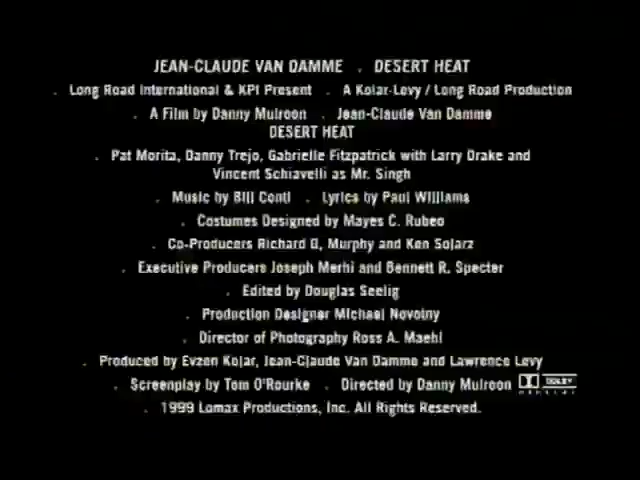 JEAN-CLAUDE VAN DAMME . DESERT HEAT
. Long Road International & KPI Present . A Kolar-Levy / Long Road Production
. A Film by Danny Mulroon . Jean-Claude Van Damme
DESERT HEAT
. Pat Morita, Danny Trejo, Gabrielle Fitzpatrick with Larry Drake and
Vincent Schiavelli as Mr. Singh
. Music by Bill Conti . Lyrics by Paul Williams
. Costumes Designed by Mayes C. Rubeo
. Co-Producers Richard G. Murphy and Ken Solarz
. Executive Producers Joseph Merhi and Bennett R. Specter
. Edited by Douglas Seelig
. Production Designer Michael Novotny
. Director of Photography Ross A. Maehl
. Produced by Evzen Kolar, Jean-Claude Van Damme and Lawrence Levy
. Screenplay by Tom O'Rourke . Directed by Danny Mulroon DOLBY DIGITAL
. 1999 Lomax Productions, Inc. All Rights Reserved.